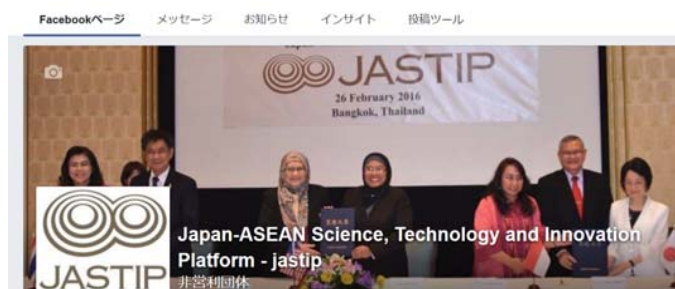 Facebookページ メッセージ お知らせ インサイト 投稿ツール
JASTIP
26 February 2016
Bangkok, Thailand
Japan-ASEAN Science, Technology and Innovation
Platform - jastip
非営利団体
JASTIP